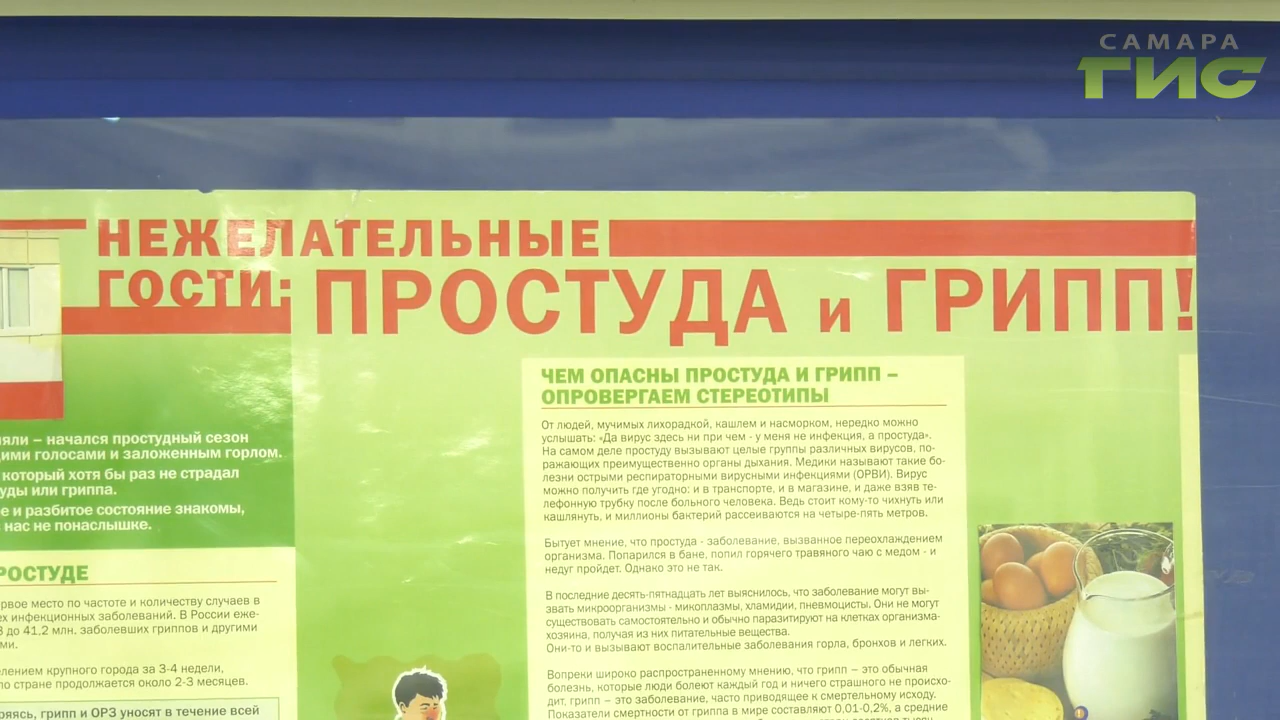 САМАРА
ГИС
НЕЖЕЛАТЕЛЬНЫЕ
ГОСТИ: ПРОСТУДА и ГРИПП!
– начался простудный сезон
голосами и заложенным горлом.
который хотя бы раз не страдал
или гриппа.
и разбитое состояние знакомы,
нас не понаслышке.
место по частоте и количеству случаев в
инфекционных заболеваний. В России еже-
до 41,2 млн. заболевших гриппов и другими
крупного города за 3-4 недели,
по стране продолжается около 2-3 месяцев.
грипп и ОРЗ уносят в течение всей
ЧЕМ ОПАСНЫ ПРОСТУДА И ГРИПП –
ОПРОВЕРГАЕМ СТЕРЕОТИПЫ
От людей, мучимых лихорадкой, кашлем и насморком, нередко можно
услышать: «Да вирус здесь ни при чем - у меня не инфекция, а простуда».
На самом деле простуду вызывают целые группы различных вирусов, по-
ражающих преимущественно органы дыхания. Медики называют такие бо-
лезни острыми респираторными вирусными инфекциями (ОРВИ). Вирус
можно получить где угодно: и в транспорте, и в магазине, и даже взяв те-
лефонную трубку после больного человека. Ведь стоит кому-то чихнуть или
кашлянуть, и миллионы бактерий рассеиваются на четыре-пять метров.
Бытует мнение, что простуда - заболевание, вызванное переохлаждением
организма. Попарился в бане, попил горячего травяного чаю с медом - и
недуг пройдет. Однако это не так.
В последние десять-пятнадцать лет выяснилось, что заболевание могут вы-
звать микроорганизмы - микоплазмы, хламидии, пневмоцисты. Они не могут
существовать самостоятельно и обычно паразитируют на клетках организма-
хозяина, получая из них питательные вещества.
Они-то и вызывают воспалительные заболевания горла, бронхов и легких.
Вопреки широко распространенному мнению, что грипп – это обычная
болезнь, которые люди болеют каждый год и ничего страшного не происхо-
дит, грипп – это заболевание, часто приводящее к смертельному исходу.
Показатели смертности от гриппа в мире составляют 0,01-0,2%, а средние